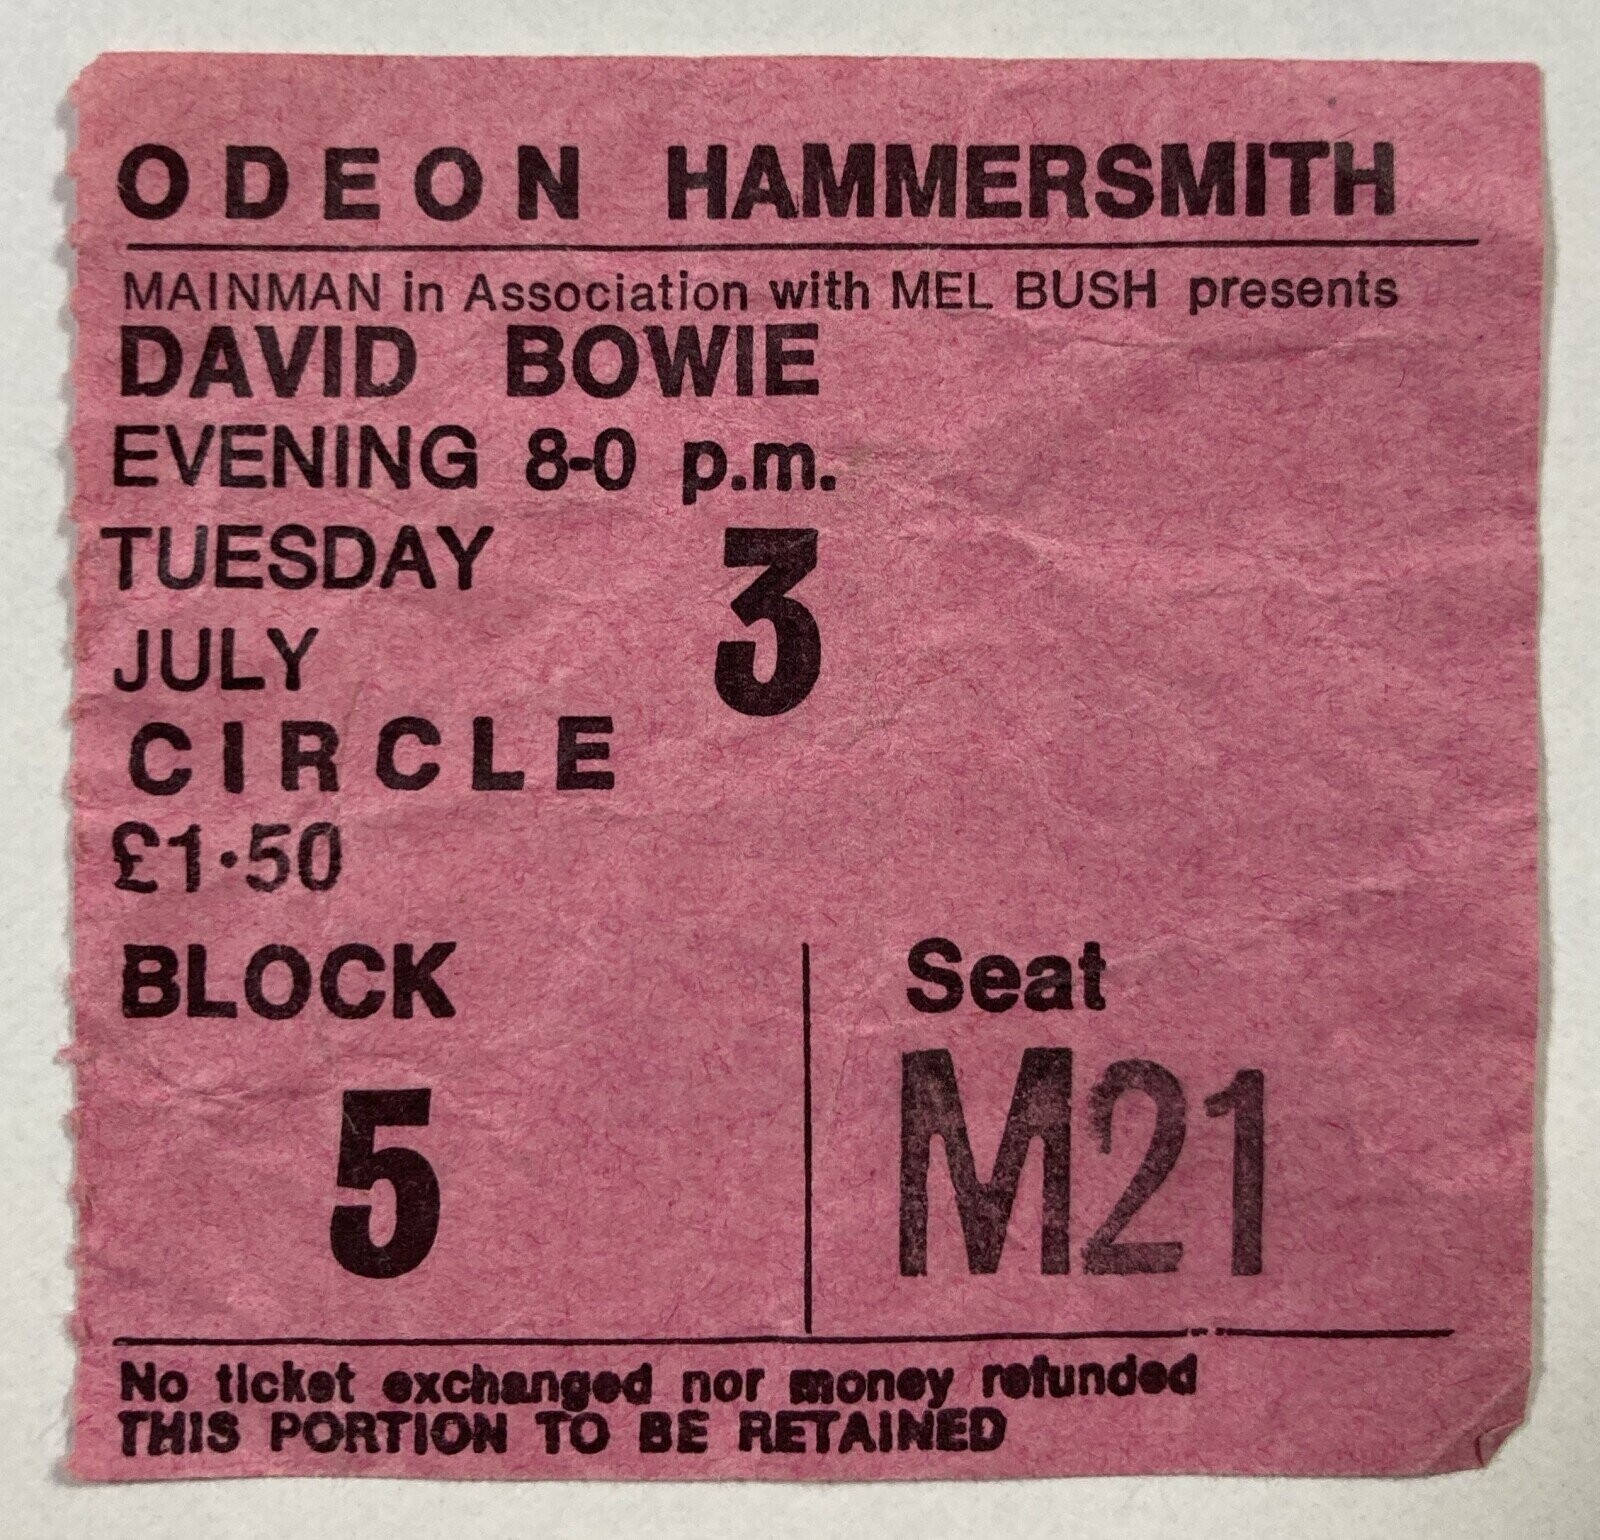 ODEON HAMMERSMITH
MAINMAN in Association with MEL BUSH presents
DAVID BOWIE
EVENING 8-0 p.m.
TUESDAY 3
JULY
CIRCLE
£1·50
BLOCK Seat
5 M21
No ticket exchanged nor money refunded
THIS PORTION TO BE RETAINED